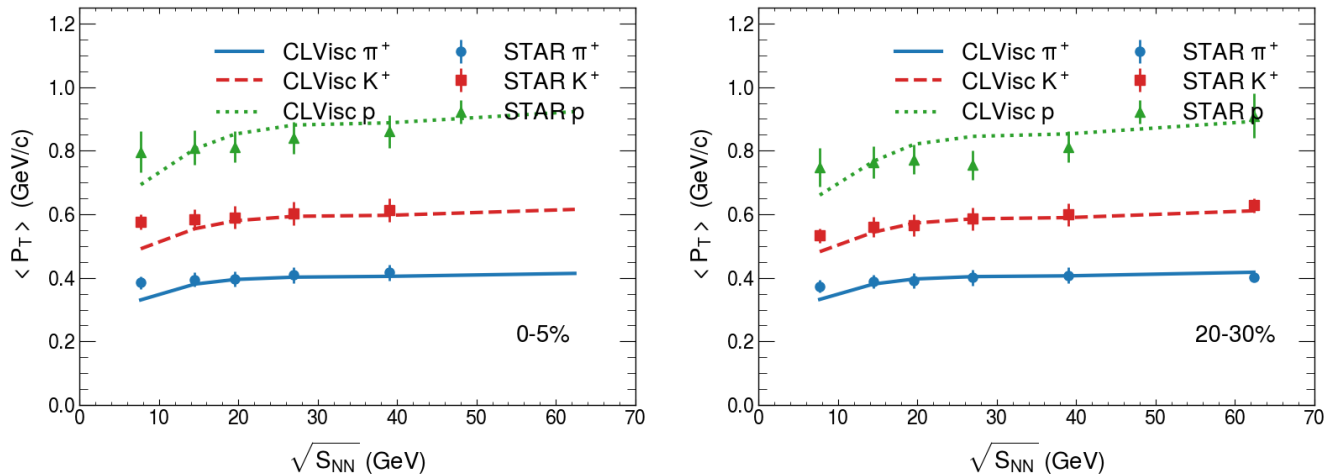 1.2
1.0
0.8
0.6
0.4
0.2
0.0
0 10 20 30 40 50 60 70
< P_T > (GeV/c)
√S_NN (GeV)
CLVisc π⁺ STAR π⁺
CLVisc K⁺ STAR K⁺
CLVisc p STAR p
0-5%
1.2
1.0
0.8
0.6
0.4
0.2
0.0
0 10 20 30 40 50 60 70
< P_T > (GeV/c)
√S_NN (GeV)
CLVisc π⁺ STAR π⁺
CLVisc K⁺ STAR K⁺
CLVisc p STAR p
20-30%